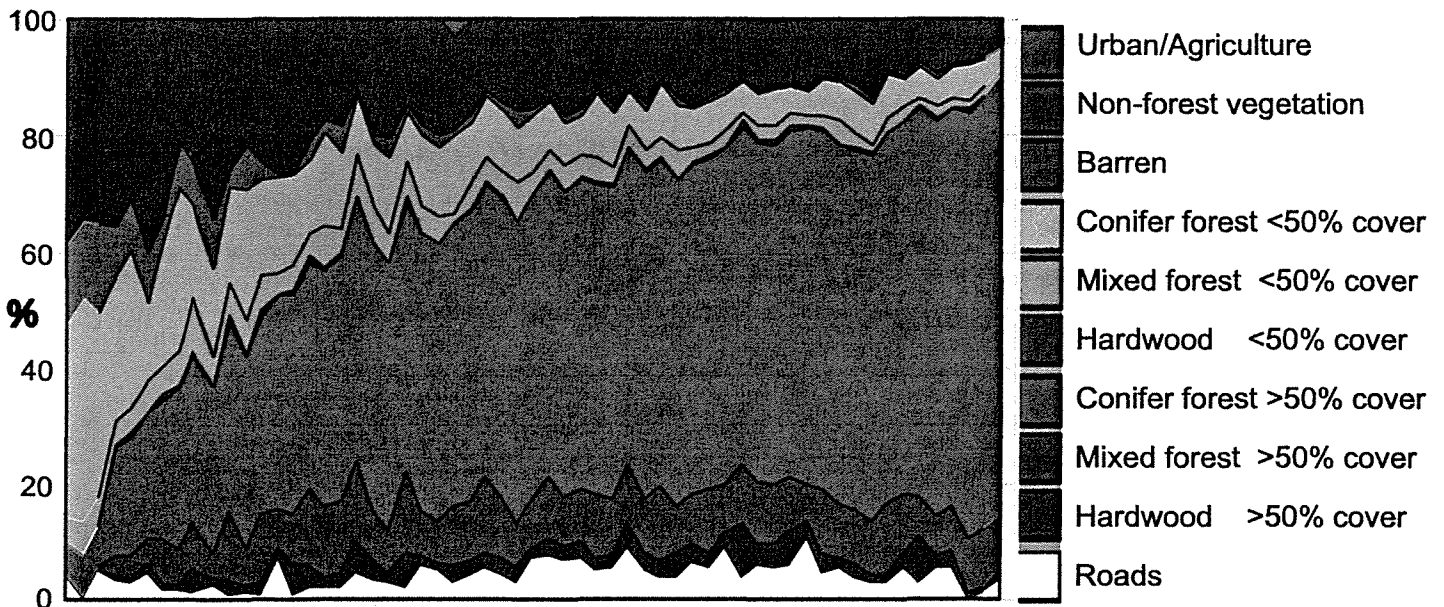 100
80
60
%
40
20
0
Urban/Agriculture
Non-forest vegetation
Barren
Conifer forest <50% cover
Mixed forest <50% cover
Hardwood <50% cover
Conifer forest >50% cover
Mixed forest >50% cover
Hardwood >50% cover
Roads